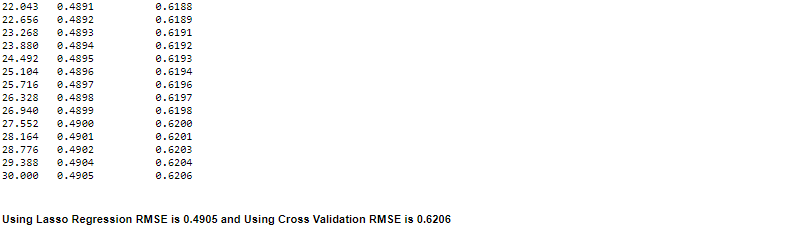 22.043 0.4891 0.6188
22.656 0.4892 0.6189
23.268 0.4893 0.6191
23.880 0.4894 0.6192
24.492 0.4895 0.6193
25.104 0.4896 0.6194
25.716 0.4897 0.6196
26.328 0.4898 0.6197
26.940 0.4899 0.6198
27.552 0.4900 0.6200
28.164 0.4901 0.6201
28.776 0.4902 0.6203
29.388 0.4904 0.6204
30.000 0.4905 0.6206
Using Lasso Regression RMSE is 0.4905 and Using Cross Validation RMSE is 0.6206